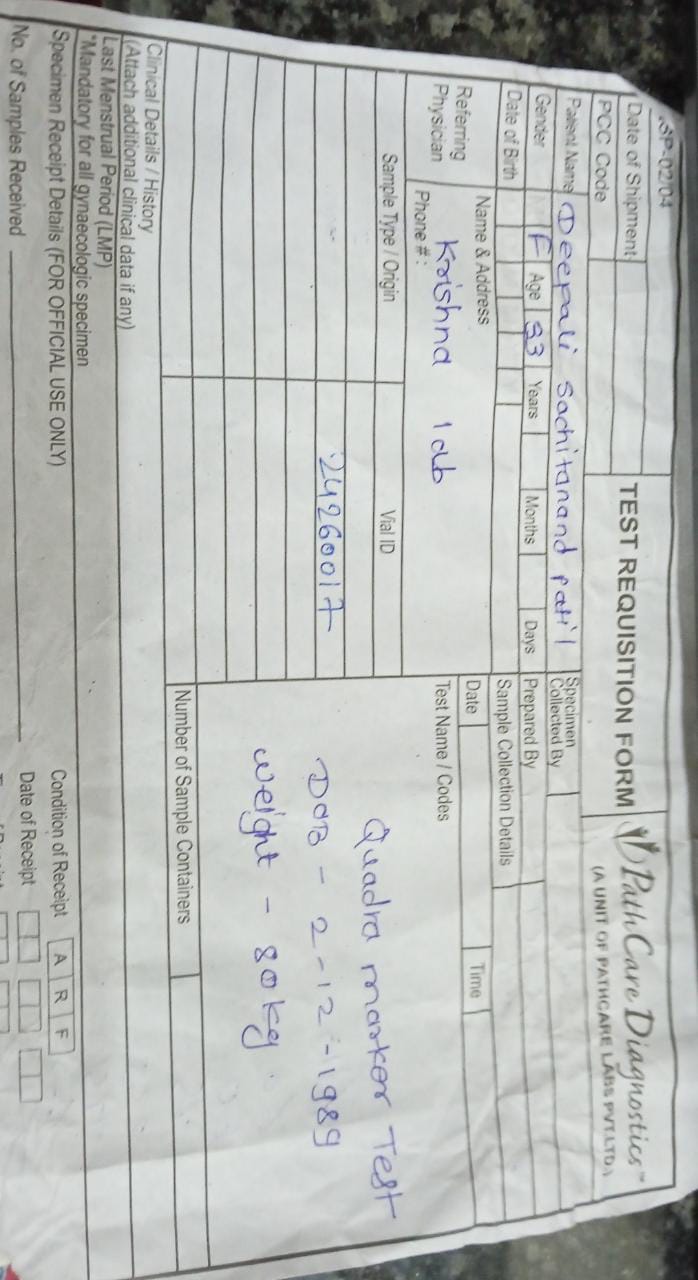 SP-02/04
Date of Shipment
PCC Code
TEST REQUISITION FORM
PathCare Diagnostics™
(A UNIT OF PATHCARE LABS PVT.LTD.)
Patient Name Deepali Sachitanand patil
Specimen Collected By
Gender F Age 33 Years Months Days
Prepared By
Date of Birth
Sample Collection Details
Referring Physician
Name & Address
Krishna lab
Phone # :
Date Time
Test Name / Codes
Sample Type / Origin Vial ID
24260017
Quadra marker Test
DOB - 2-12-1989
weight - 80kg
Number of Sample Containers
Clinical Details / History
(Attach additional clinical data if any)
Last Menstrual Period (LMP)
*Mandatory for all gynaecologic specimen
Specimen Receipt Details (FOR OFFICIAL USE ONLY)
Condition of Receipt A R F
No. of Samples Received
Date of Receipt